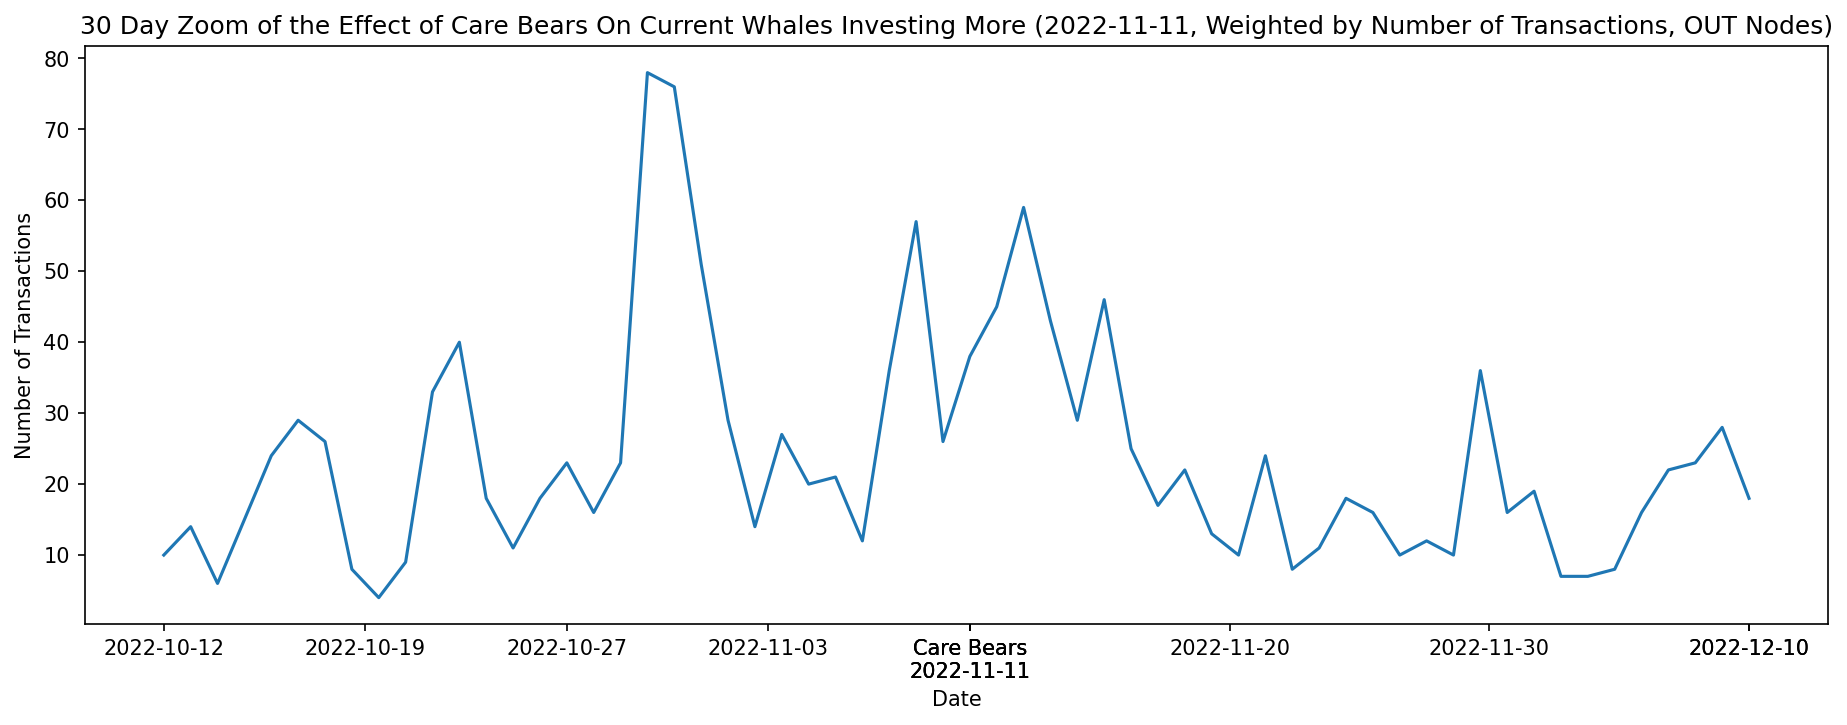 30 Day Zoom of the Effect of Care Bears On Current Whales Investing More (2022-11-11, Weighted by Number of Transactions, OUT Nodes)
80
70
60
50
40
30
20
10
Number of Transactions
2022-10-12 2022-10-19 2022-10-27 2022-11-03 Care Bears 2022-11-20 2022-11-30 2022-12-10
2022-11-11
Date